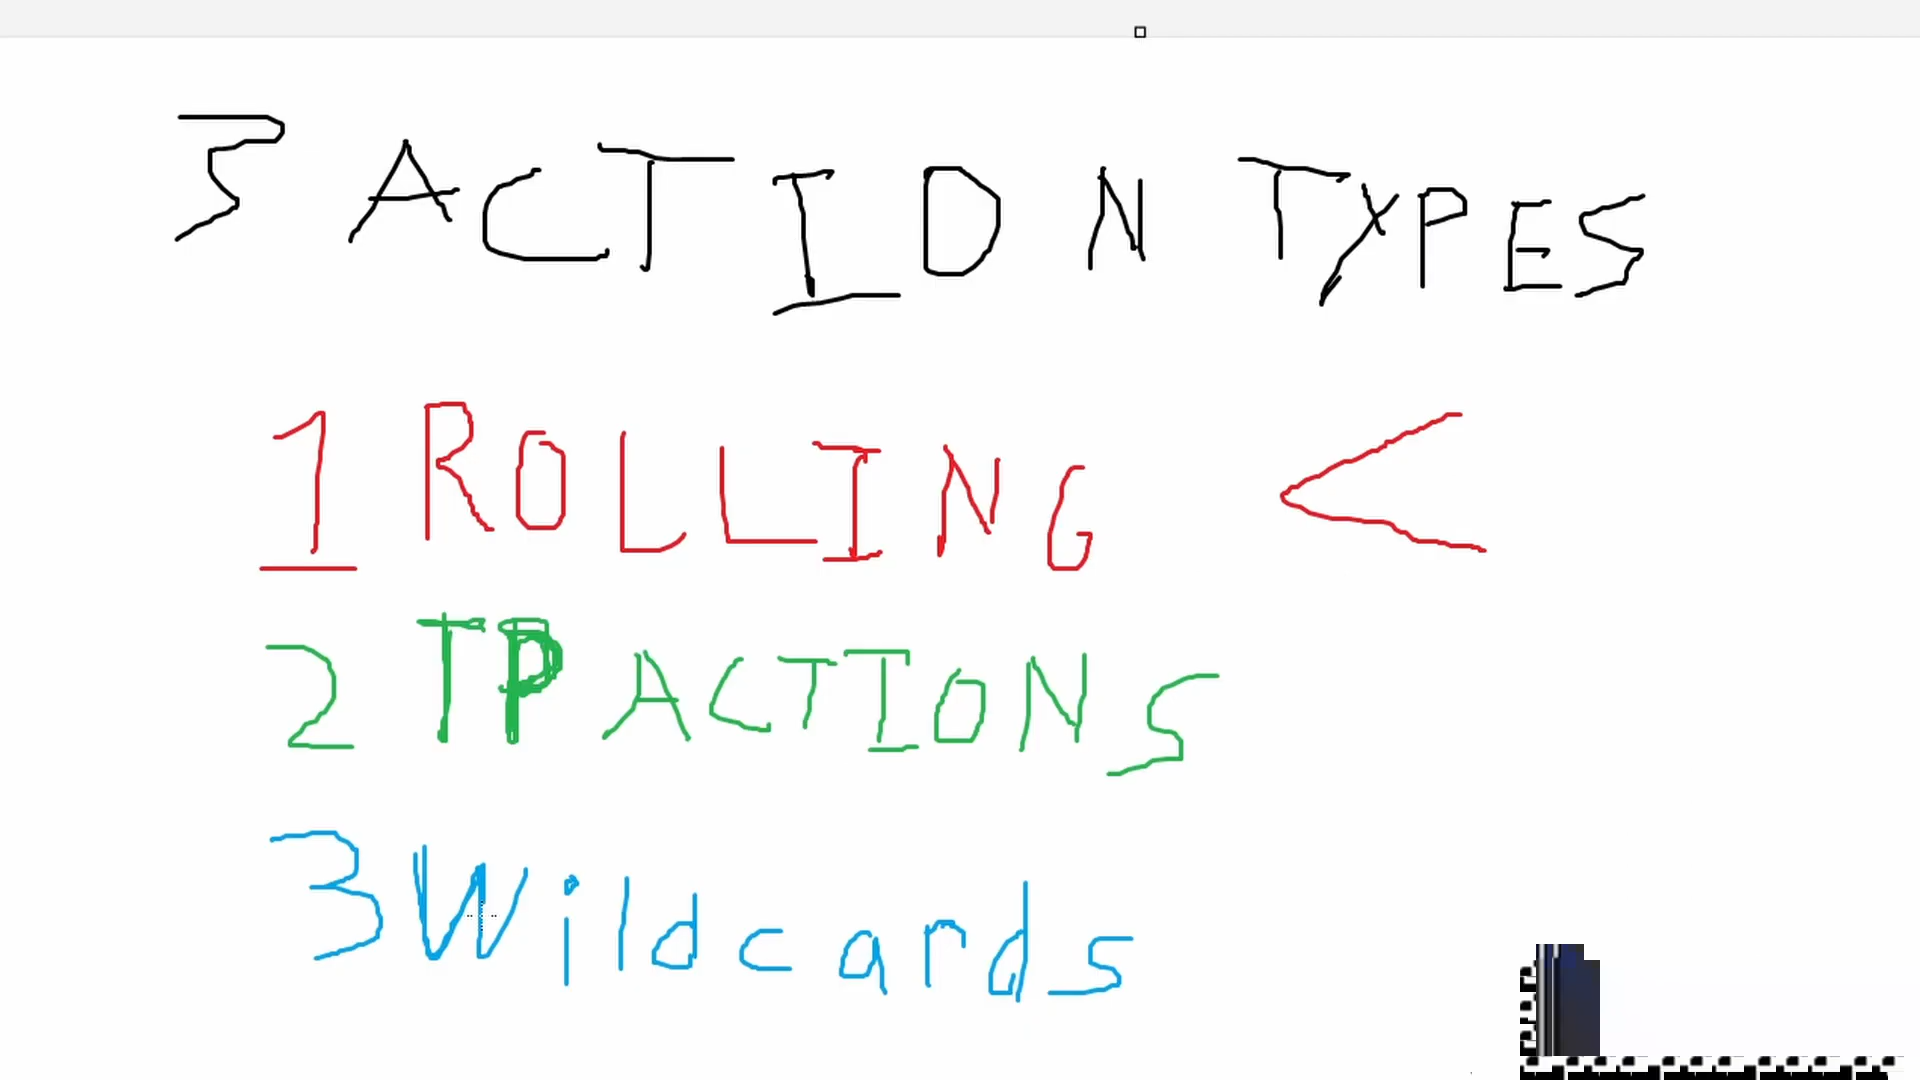 3 ACTION TYPES
1 ROLLING <
2 TP ACTIONS
3 Wildcards